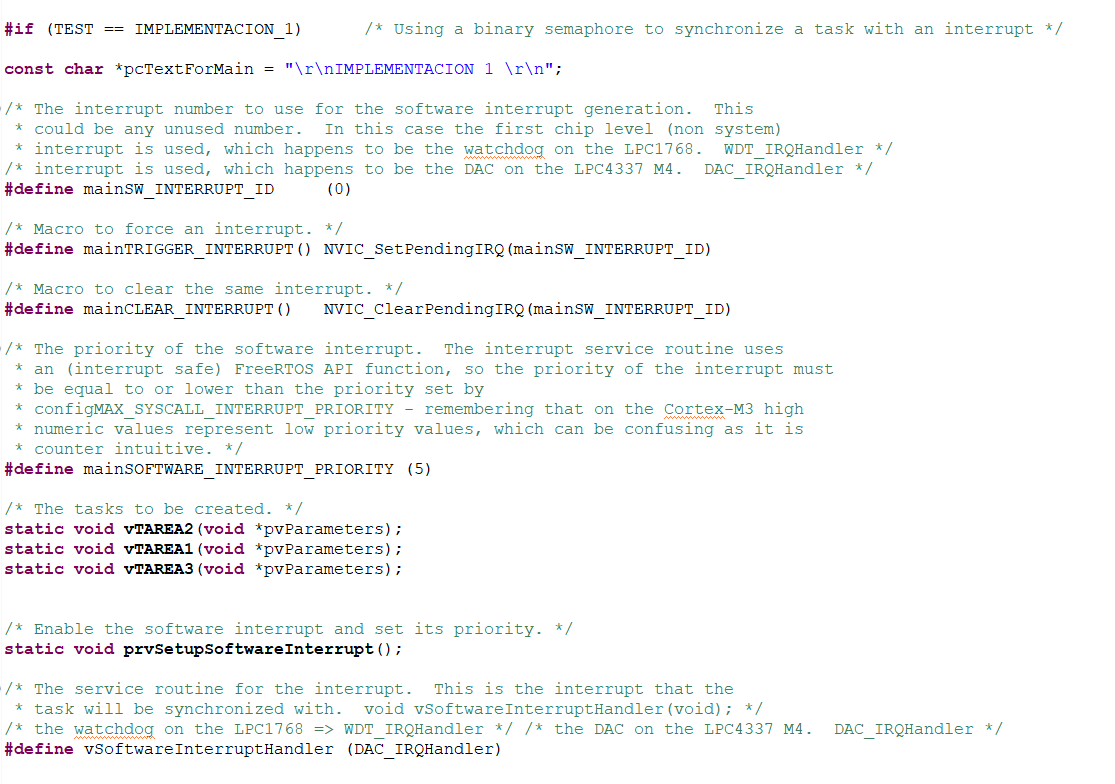 #if (TEST == IMPLEMENTACION_1)      /* Using a binary semaphore to synchronize a task with an interrupt */
const char *pcTextForMain = "\r\nIMPLEMENTACION 1 \r\n";
/* The interrupt number to use for the software interrupt generation.  This
 * could be any unused number.  In this case the first chip level (non system)
 * interrupt is used, which happens to be the watchdog on the LPC1768.  WDT_IRQHandler */
/* interrupt is used, which happens to be the DAC on the LPC4337 M4.  DAC_IRQHandler */
#define mainSW_INTERRUPT_ID     (0)
/* Macro to force an interrupt. */
#define mainTRIGGER_INTERRUPT() NVIC_SetPendingIRQ(mainSW_INTERRUPT_ID)
/* Macro to clear the same interrupt. */
#define mainCLEAR_INTERRUPT()   NVIC_ClearPendingIRQ(mainSW_INTERRUPT_ID)
/* The priority of the software interrupt.  The interrupt service routine uses
 * an (interrupt safe) FreeRTOS API function, so the priority of the interrupt must
 * be equal to or lower than the priority set by
 * configMAX_SYSCALL_INTERRUPT_PRIORITY - remembering that on the Cortex-M3 high
 * numeric values represent low priority values, which can be confusing as it is
 * counter intuitive. */
#define mainSOFTWARE_INTERRUPT_PRIORITY (5)
/* The tasks to be created. */
static void vTAREA2(void *pvParameters);
static void vTAREA1(void *pvParameters);
static void vTAREA3(void *pvParameters);
/* Enable the software interrupt and set its priority. */
static void prvSetupSoftwareInterrupt();
/* The service routine for the interrupt.  This is the interrupt that the
 * task will be synchronized with.  void vSoftwareInterruptHandler(void); */
/* the watchdog on the LPC1768 => WDT_IRQHandler */ /* the DAC on the LPC4337 M4.  DAC_IRQHandler */
#define vSoftwareInterruptHandler (DAC_IRQHandler)